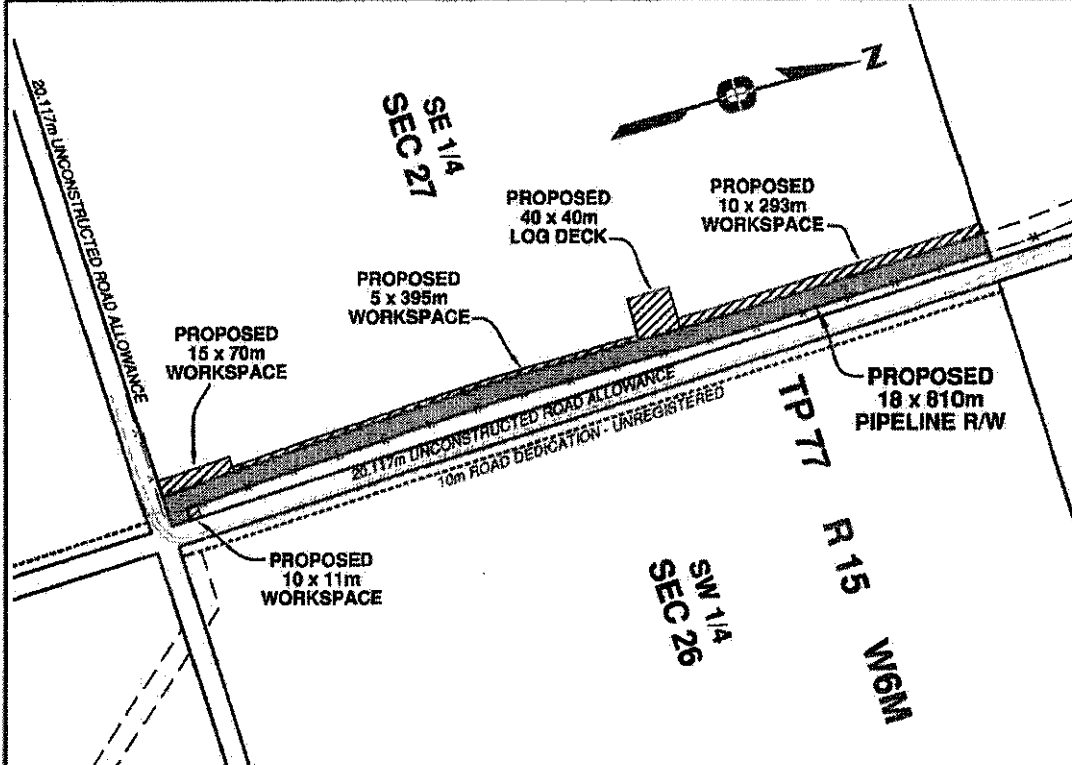 20.117m UNCONSTRUCTED ROAD ALLOWANCE
SE 1/4
SEC 27
Z
PROPOSED
40 x 40m
LOG DECK
PROPOSED
10 x 293m
WORKSPACE
PROPOSED
5 x 395m
WORKSPACE
PROPOSED
15 x 70m
WORKSPACE
PROPOSED
18 x 810m
PIPELINE R/W
20.117m UNCONSTRUCTED ROAD ALLOWANCE
10m ROAD DEDICATION - UNREGISTERED
TP 77 R 15 W6M
PROPOSED
10 x 11m
WORKSPACE
SW 1/4
SEC 26